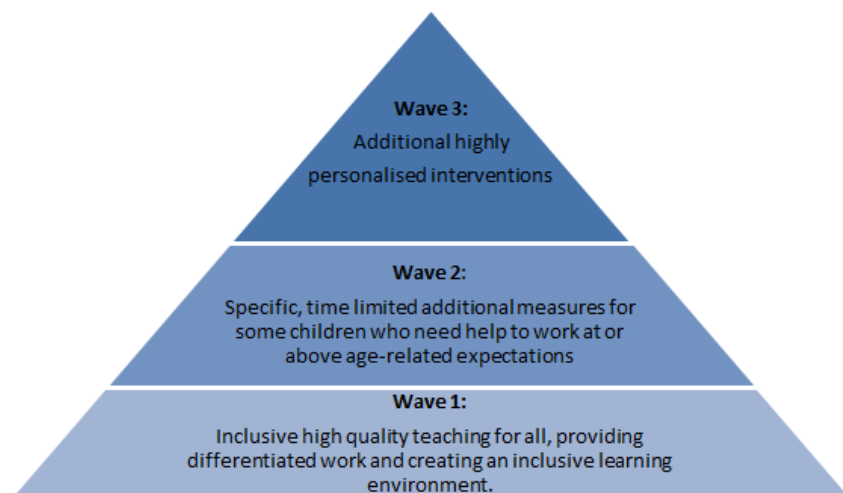 Wave 3:
Additional highly
personalised interventions
Wave 2:
Specific, time limited additional measures for
some children who need help to work at or
above age-related expectations
Wave 1:
Inclusive high quality teaching for all, providing
differentiated work and creating an inclusive learning
environment.